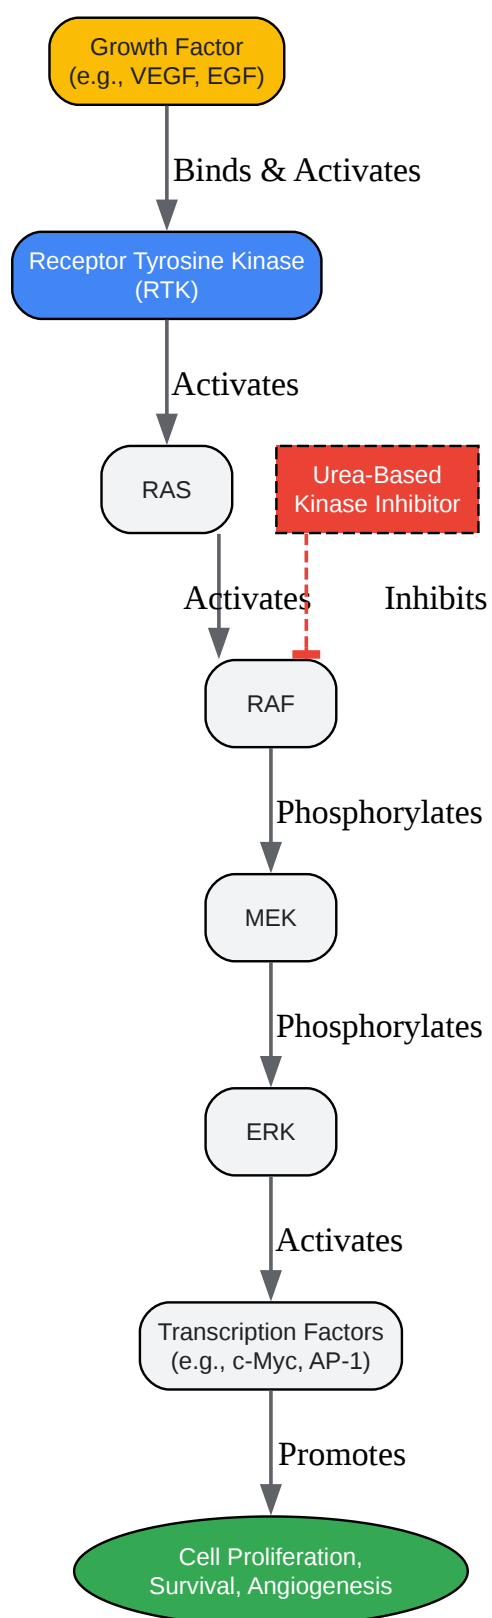 Growth Factor
(e.g., VEGF, EGF)
Binds & Activates
Receptor Tyrosine Kinase
(RTK)
Activates
RAS
Urea-Based
Kinase Inhibitor
Activates
Inhibits
RAF
Phosphorylates
MEK
Phosphorylates
ERK
Activates
Transcription Factors
(e.g., c-Myc, AP-1)
Promotes
Cell Proliferation,
Survival, Angiogenesis